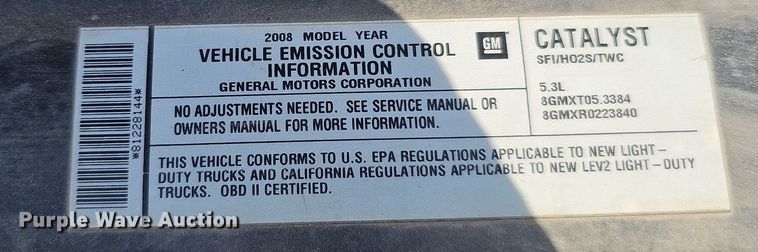 2008 MODEL YEAR
VEHICLE EMISSION CONTROL
INFORMATION
GENERAL MOTORS CORPORATION
GM
CATALYST
SFI/HO2S/TWC
5.3L
8GMXT05.3384
8GMXR0223840
NO ADJUSTMENTS NEEDED. SEE SERVICE MANUAL OR
OWNERS MANUAL FOR MORE INFORMATION.
THIS VEHICLE CONFORMS TO U.S. EPA REGULATIONS APPLICABLE TO NEW LIGHT-
DUTY TRUCKS AND CALIFORNIA REGULATIONS APPLICABLE TO NEW LEV2 LIGHT-DUTY
TRUCKS. OBD II CERTIFIED.
*81228144*
Purple Wave Auction